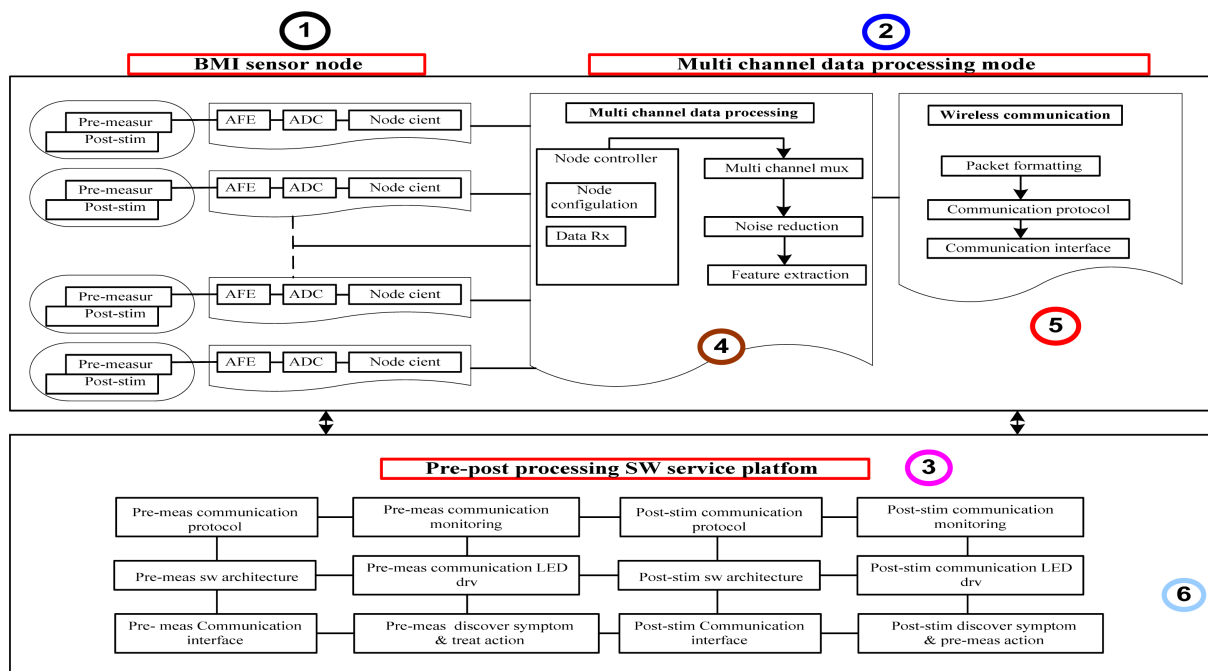 1
2
BMI sensor node
Multi channel data processing mode
Pre-measur
Post-stim
AFE
ADC
Node cient
Pre-measur
Post-stim
AFE
ADC
Node cient
Pre-measur
Post-stim
AFE
ADC
Node cient
Pre-measur
Post-stim
AFE
ADC
Node cient
Multi channel data processing
Node controller
Node
configulation
Data Rx
Multi channel mux
Noise reduction
Feature extraction
4
Wireless communication
Packet formatting
Communication protocol
Communication interface
5
Pre-post processing SW service platfom
3
Pre-meas communication
protocol
Pre-meas communication
monitoring
Post-stim communication
protocol
Post-stim communication
monitoring
Pre-meas sw architecture
Pre-meas communication LED
drv
Post-stim sw architecture
Post-stim communication LED
drv
6
Pre- meas Communication
interface
Pre-meas discover symptom
& treat action
Post-stim Communication
interface
Post-stim discover symptom
& pre-meas action